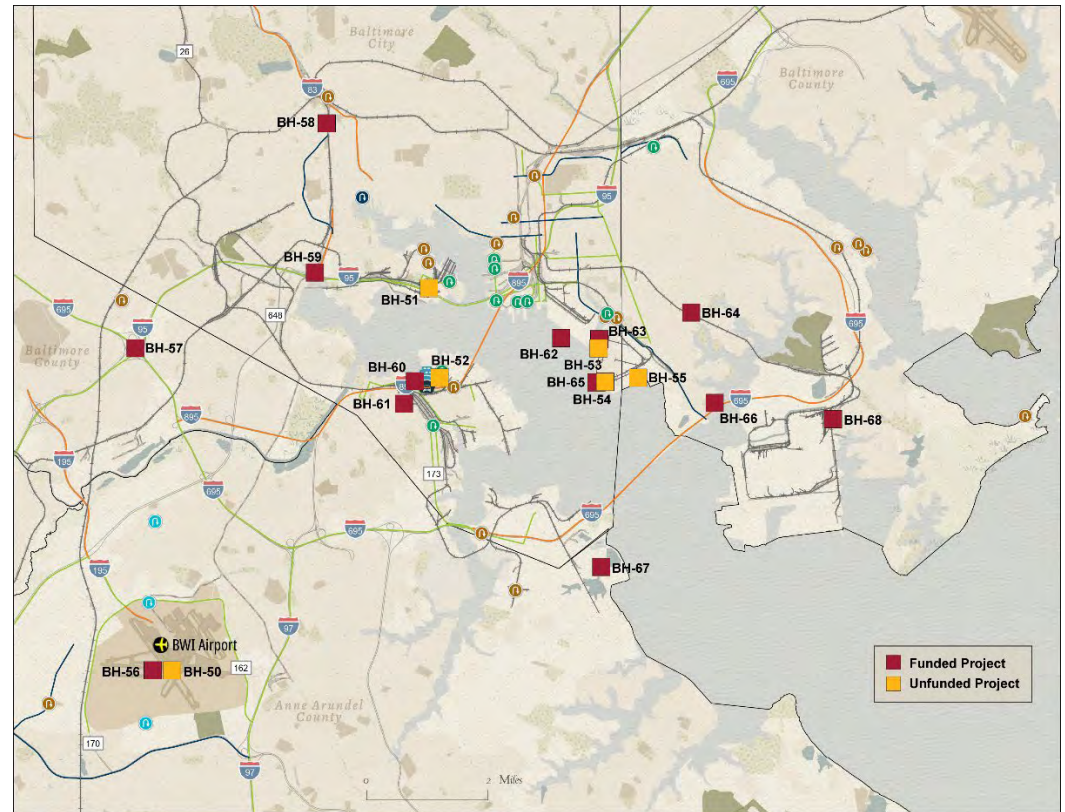 Baltimore
City
26
83
695
Baltimore
County
BH-58
95
BH-59
95
BH-51
895
648
695
95
BH-57
Baltimore
County
BH-64
BH-63
BH-62
BH-53
695
BH-60
BH-52
BH-65
BH-55
BH-54
BH-61
695
BH-66
BH-68
895
195
173
695
695
695
BH-67
195
97
BWI Airport
BH-56
BH-50
162
Anne Arundel
County
170
97
0 2 Miles
Funded Project
Unfunded Project